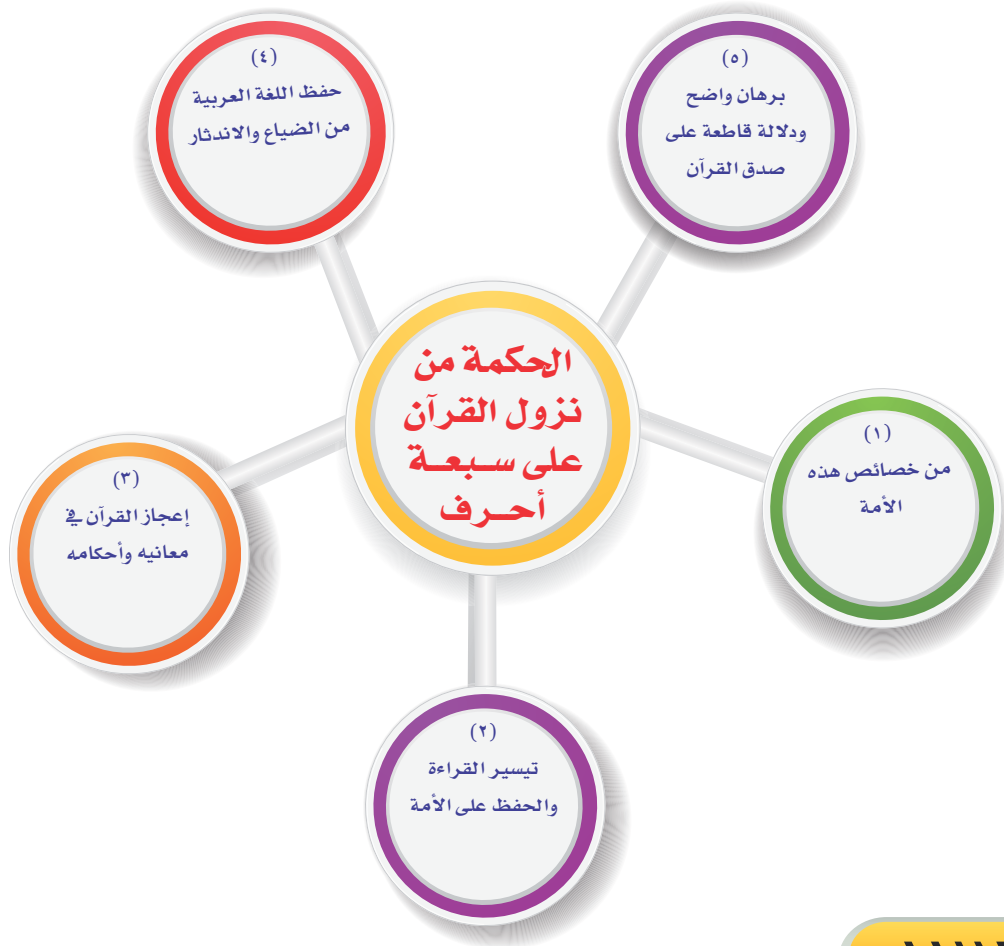 الحكمة من
نزول القرآن
على سبعة
أحرف
(١)
من خصائص هذه
الأمة
(٢)
تيسير القراءة
والحفظ على الأمة
(٣)
إعجاز القرآن في
معانيه وأحكامه
(٤)
حفظ اللغة العربية
من الضياع والاندثار
(٥)
برهان واضح
ودلالة قاطعة على
صدق القرآن